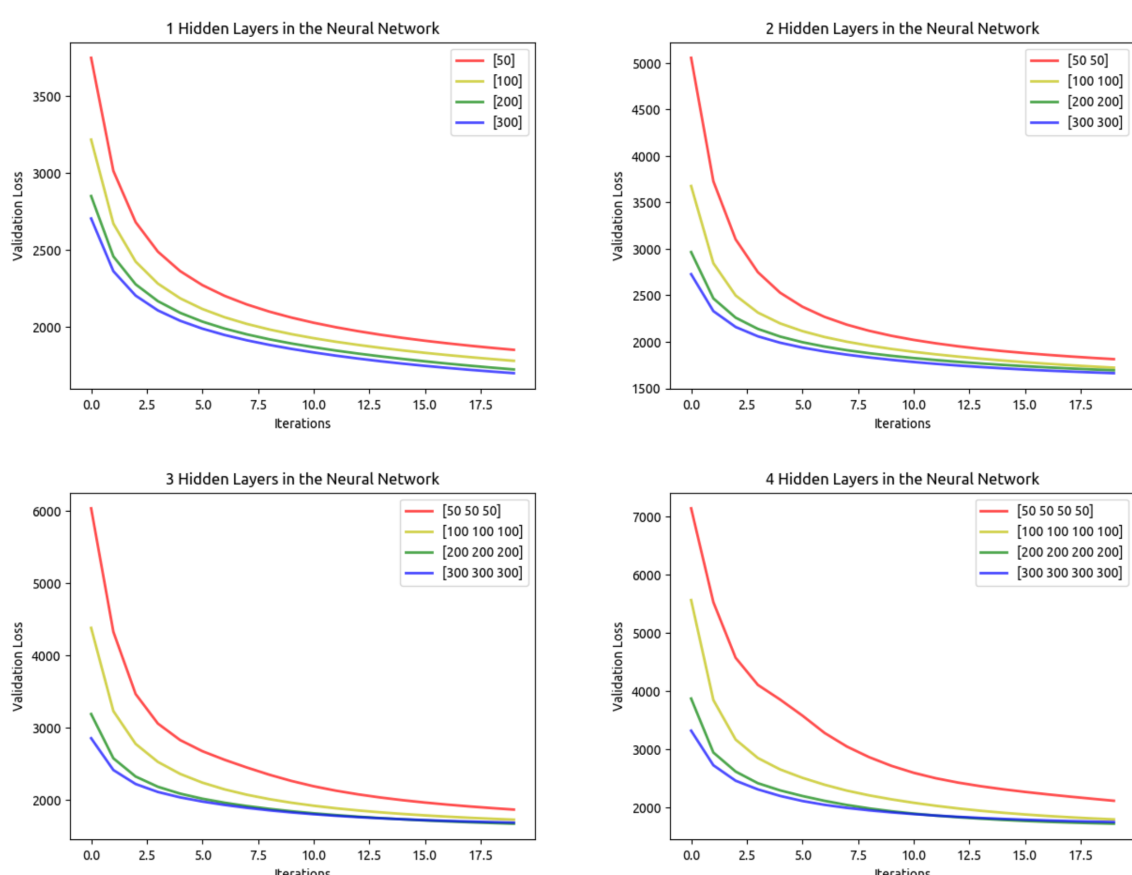 1 Hidden Layers in the Neural Network
[50]
[100]
[200]
[300]
3500
3000
2500
2000
Validation Loss
0.0 2.5 5.0 7.5 10.0 12.5 15.0 17.5
Iterations
2 Hidden Layers in the Neural Network
[50 50]
[100 100]
[200 200]
[300 300]
5000
4500
4000
3500
3000
2500
2000
1500
Validation Loss
0.0 2.5 5.0 7.5 10.0 12.5 15.0 17.5
Iterations
3 Hidden Layers in the Neural Network
[50 50 50]
[100 100 100]
[200 200 200]
[300 300 300]
6000
5000
4000
3000
2000
Validation Loss
0.0 2.5 5.0 7.5 10.0 12.5 15.0 17.5
Iterations
4 Hidden Layers in the Neural Network
[50 50 50 50]
[100 100 100 100]
[200 200 200 200]
[300 300 300 300]
7000
6000
5000
4000
3000
2000
Validation Loss
0.0 2.5 5.0 7.5 10.0 12.5 15.0 17.5
Iterations